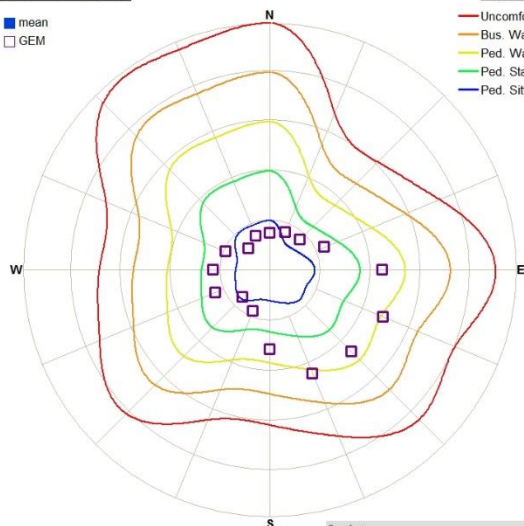 N
mean
GEM
Uncomfo
Bus. Wa
Ped. Wa
Ped. Sta
Ped. Sit
W
E
S